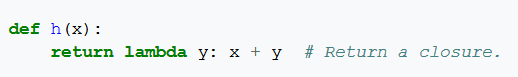 def h(x):
    return lambda y: x + y  # Return a closure.